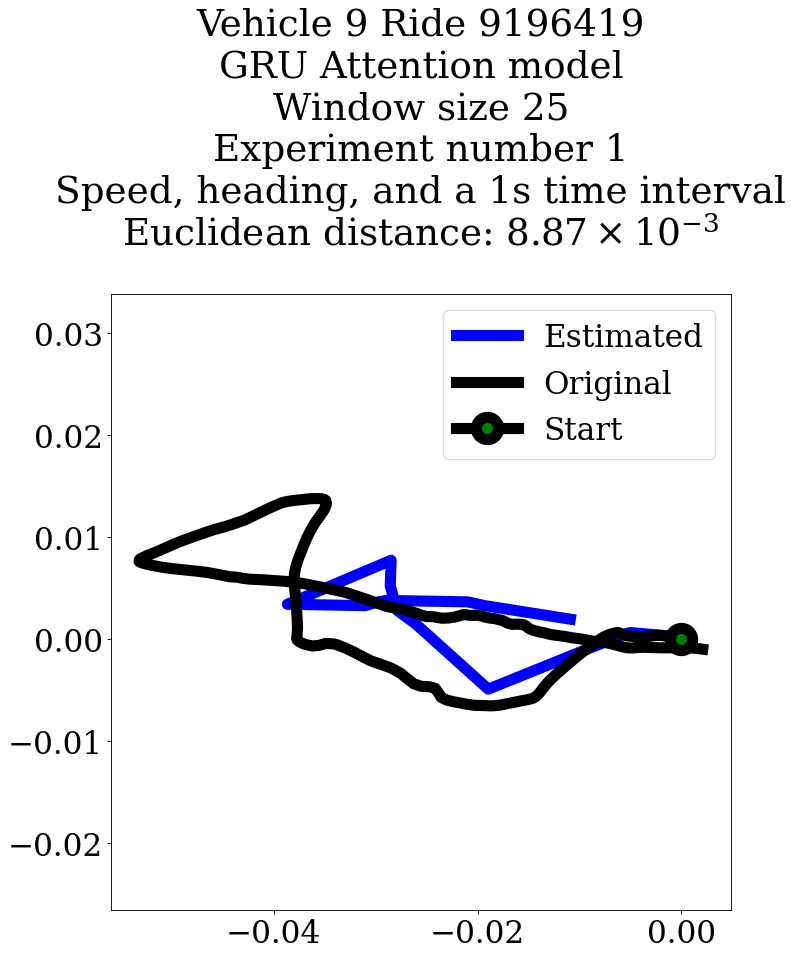 Vehicle 9 Ride 9196419
GRU Attention model
Window size 25
Experiment number 1
Speed, heading, and a 1s time interval
Euclidean distance: 8.87 × 10⁻³
Estimated
Original
Start
0.03
0.02
0.01
0.00
−0.01
−0.02
−0.04 −0.02 0.00